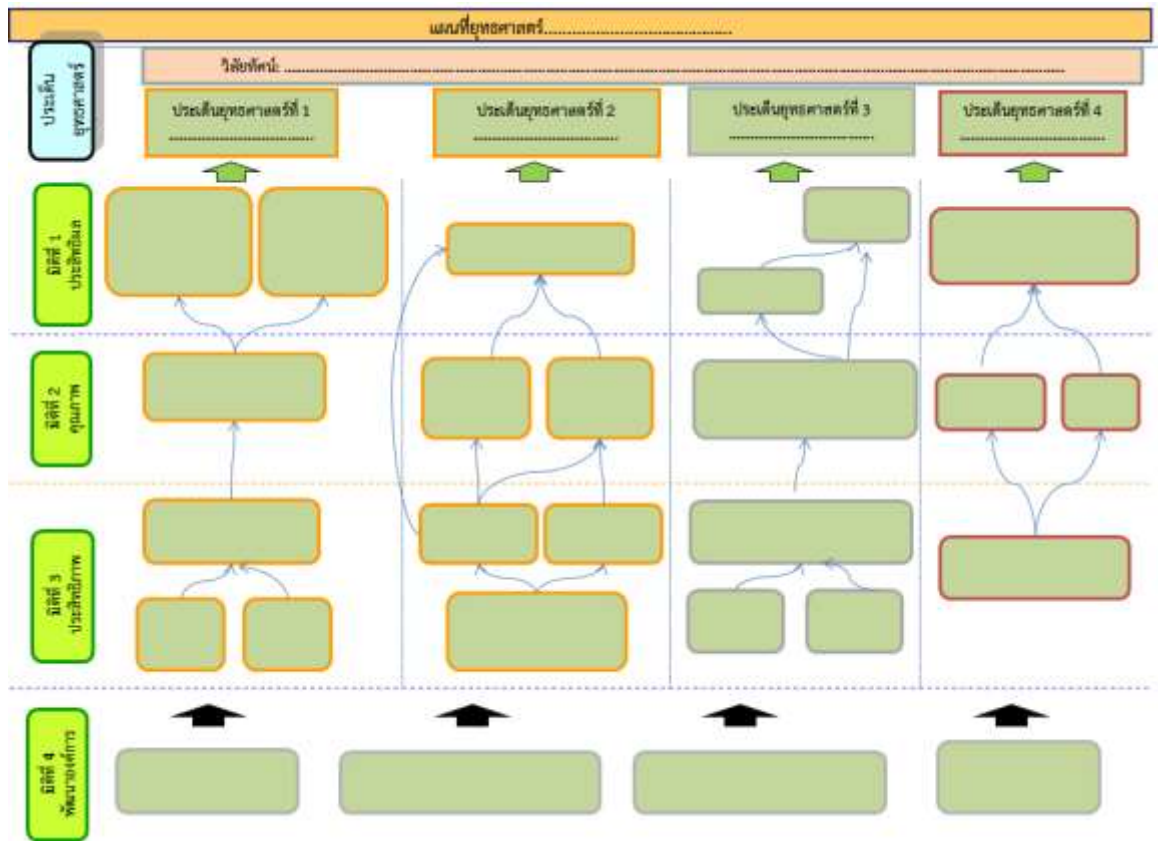 แผนที่ยุทธศาสตร์................................................
วิสัยทัศน์: ................................................................................................................................................................................................
ประเด็น
ยุทธศาสตร์
ประเด็นยุทธศาสตร์ที่ 1
....................................
ประเด็นยุทธศาสตร์ที่ 2
....................................
ประเด็นยุทธศาสตร์ที่ 3
....................................
ประเด็นยุทธศาสตร์ที่ 4
....................................
มิติที่ 1
ประสิทธิผล
มิติที่ 2
คุณภาพ
มิติที่ 3
ประสิทธิภาพ
มิติที่ 4
พัฒนาองค์การ